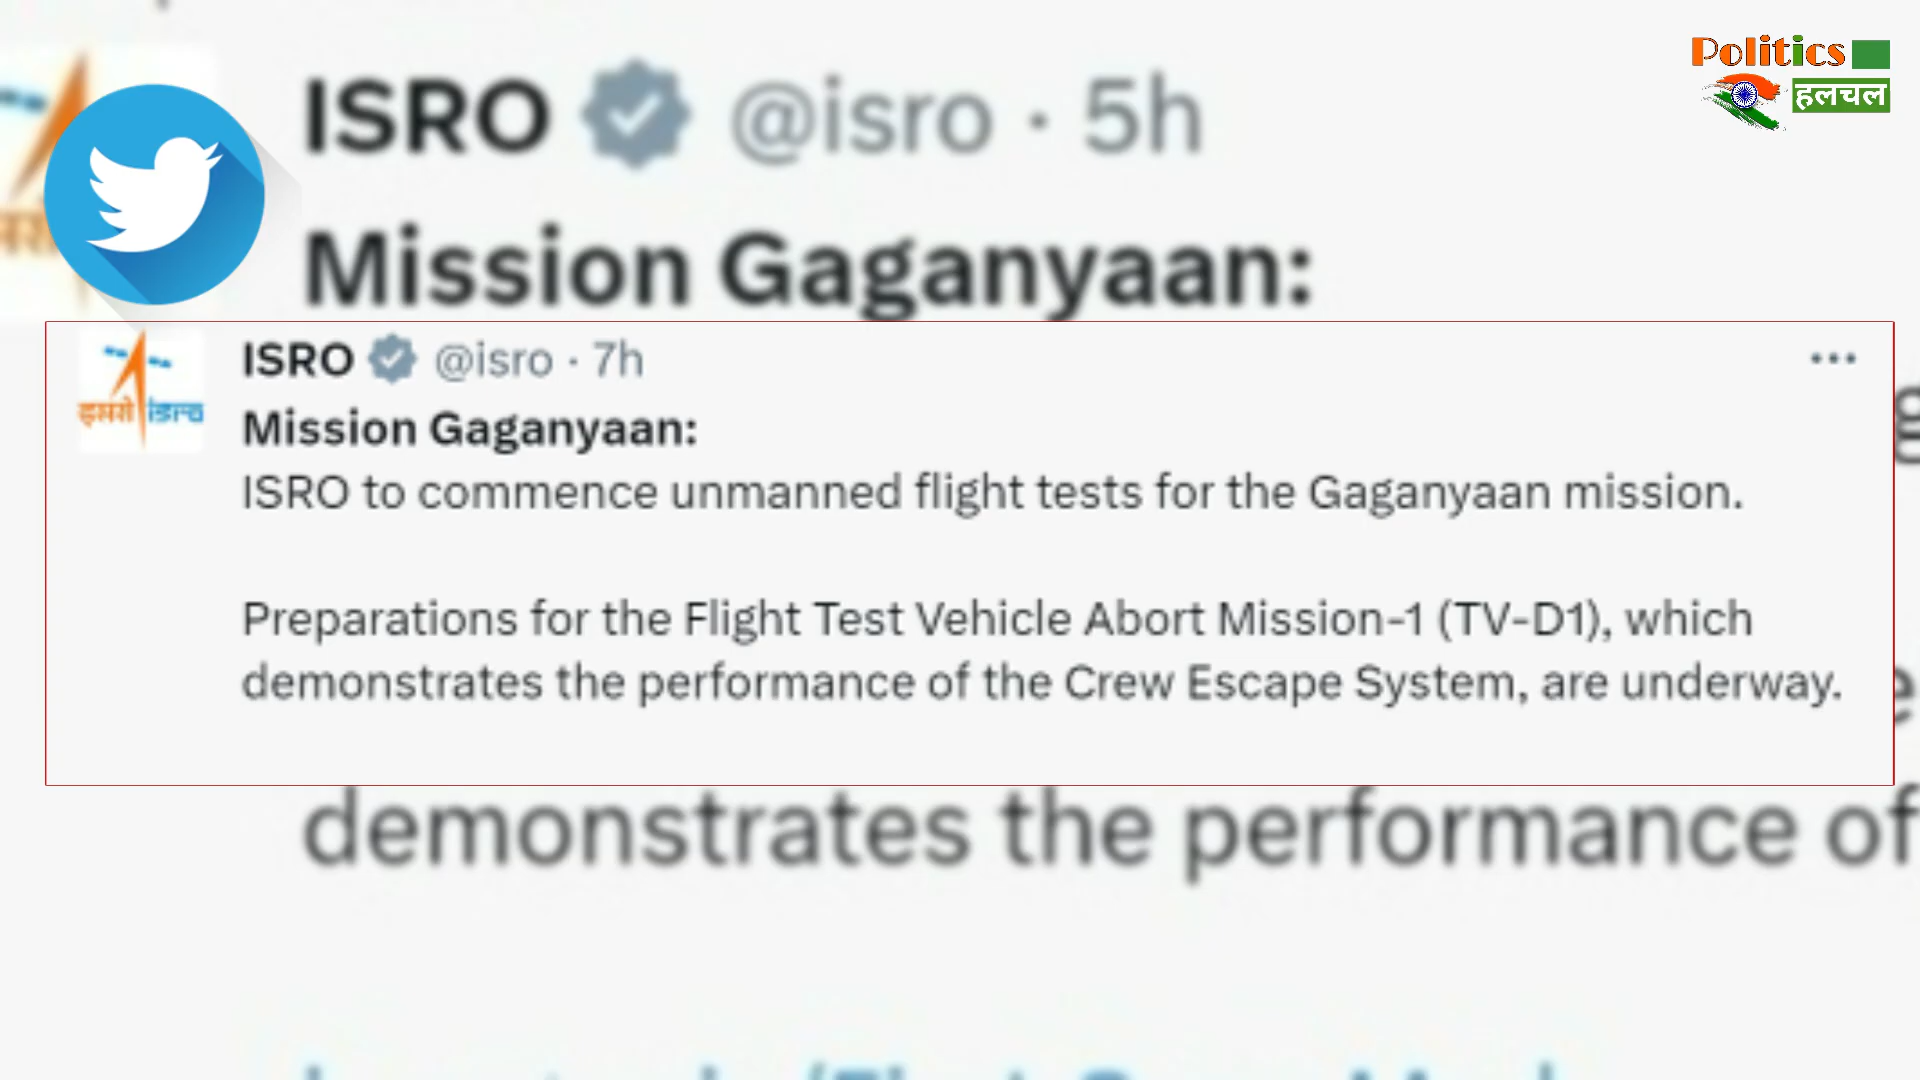 Politics
हलचल
ISRO @isro · 5h
Mission Gaganyaan:
इसरो isro
ISRO @isro · 7h
Mission Gaganyaan:
ISRO to commence unmanned flight tests for the Gaganyaan mission.
Preparations for the Flight Test Vehicle Abort Mission-1 (TV-D1), which
demonstrates the performance of the Crew Escape System, are underway.
demonstrates the performance of